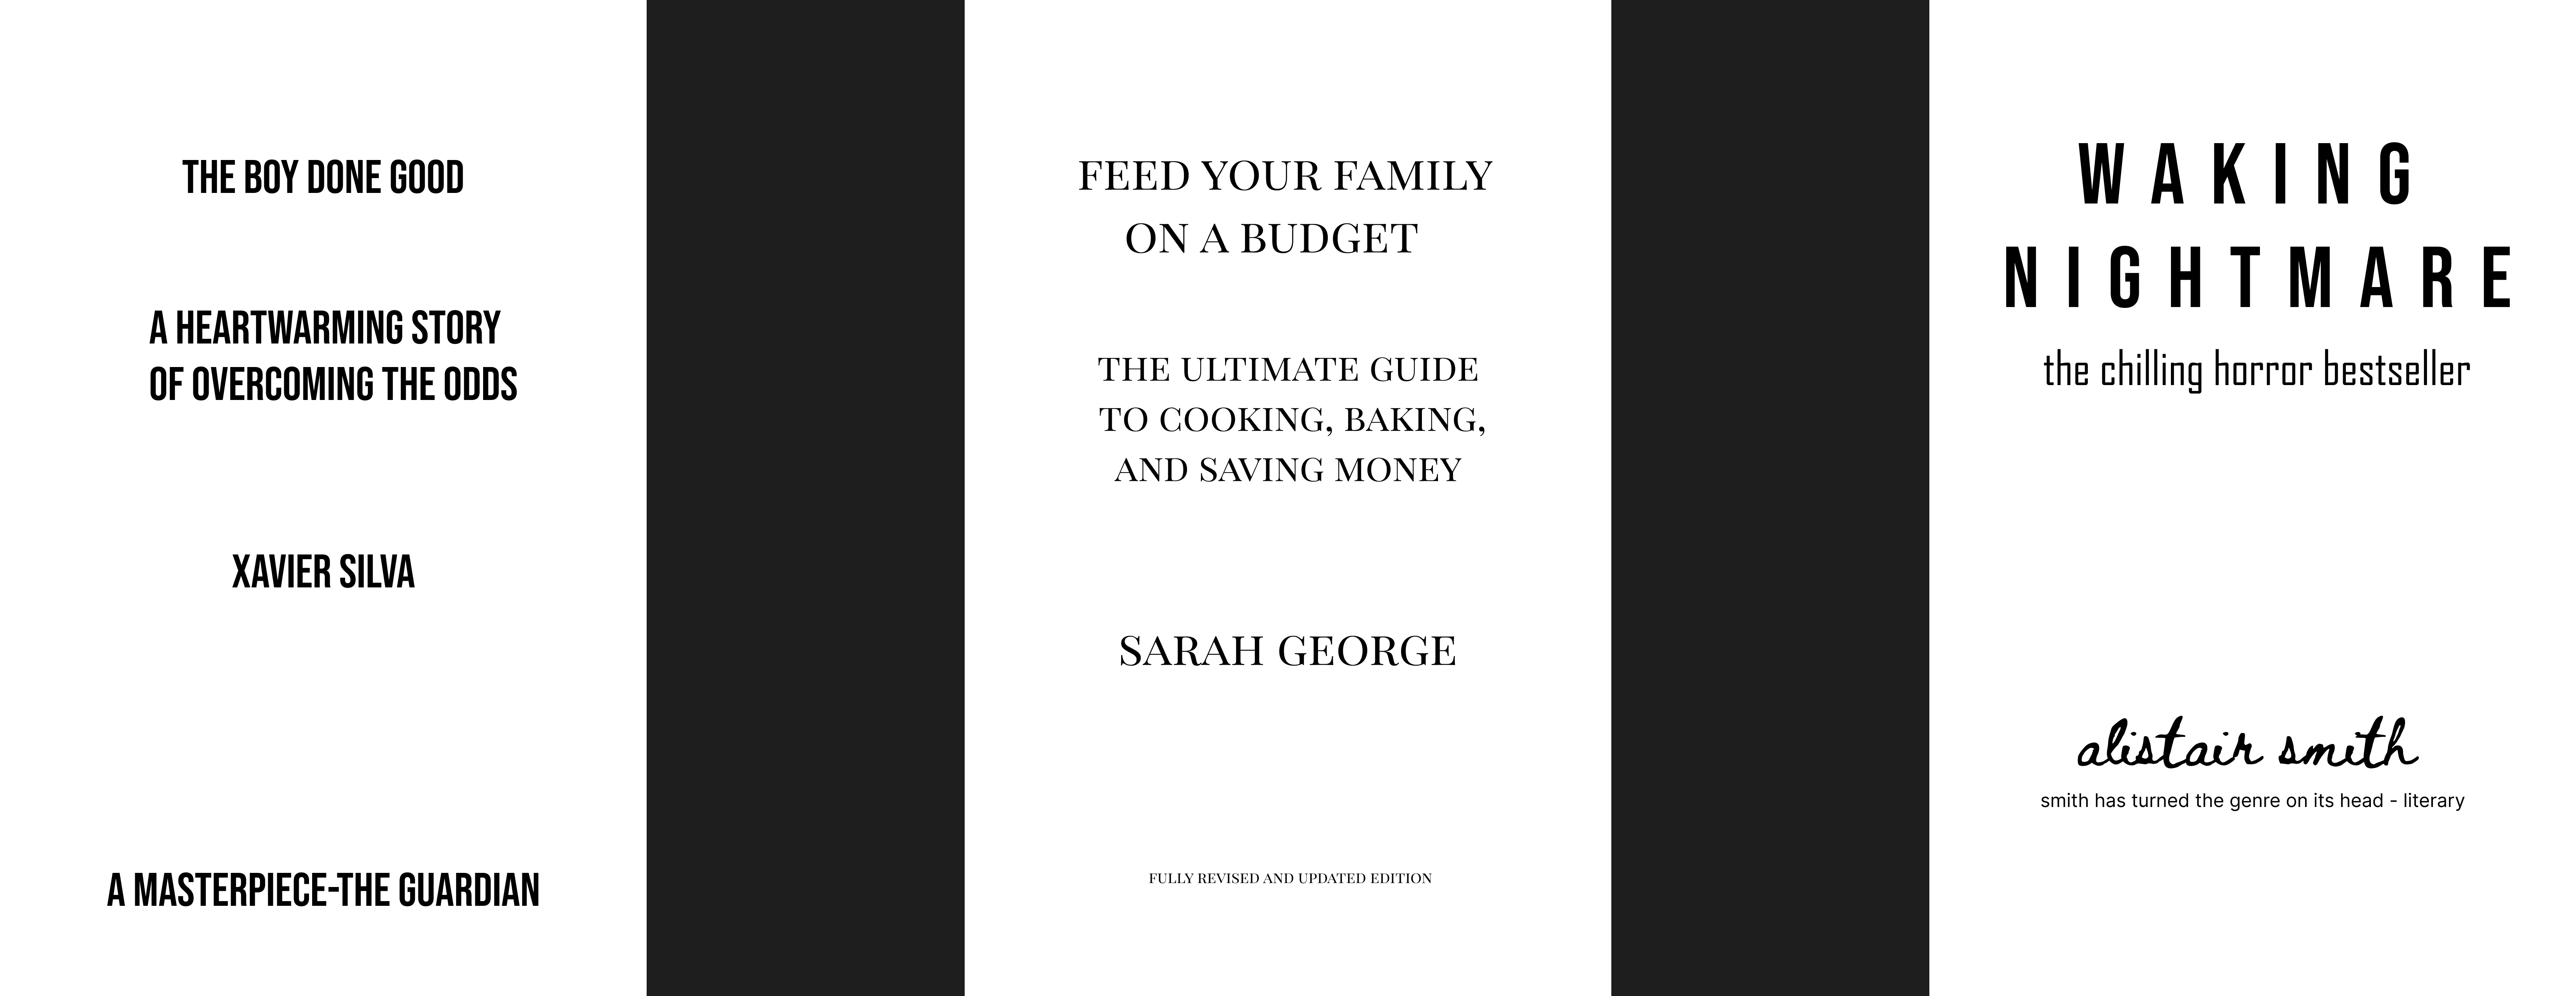 THE BOY DONE GOOD
A HEARTWARMING STORY
OF OVERCOMING THE ODDS
XAVIER SILVA
A MASTERPIECE-THE GUARDIAN
FEED YOUR FAMILY
ON A BUDGET
THE ULTIMATE GUIDE
TO COOKING, BAKING,
AND SAVING MONEY
SARAH GEORGE
FULLY REVISED AND UPDATED EDITION
WAKING
NIGHTMARE
the chilling horror bestseller
alistair smith
smith has turned the genre on its head - literary